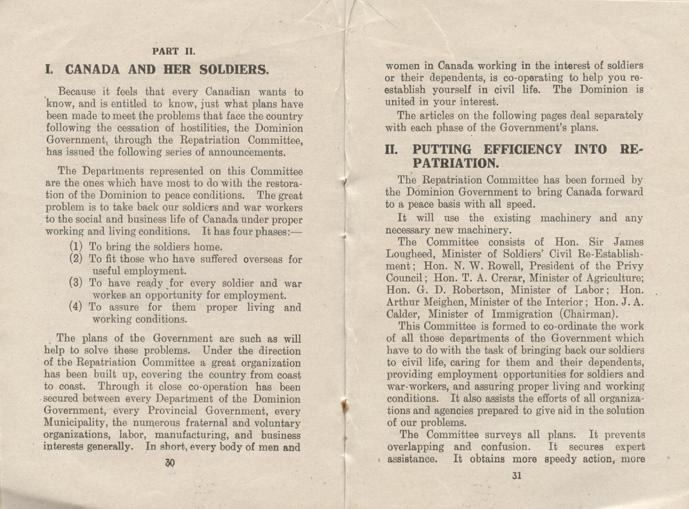 PART II.
I. CANADA AND HER SOLDIERS.
Because it feels that every Canadian wants to
know, and is entitled to know, just what plans have
been made to meet the problems that face the country
following the cessation of hostilities, the Dominion
Government, through the Repatriation Committee,
has issued the following series of announcements.
The Departments represented on this Committee
are the ones which have most to do with the restora-
tion of the Dominion to peace conditions. The great
problem is to take back our soldiers and war workers
to the social and business life of Canada under proper
working and living conditions. It has four phases:—
(1) To bring the soldiers home.
(2) To fit those who have suffered overseas for
useful employment.
(3) To have ready for every soldier and war
worker an opportunity for employment.
(4) To assure for them proper living and
working conditions.
The plans of the Government are such as will
help to solve these problems. Under the direction
of the Repatriation Committee a great organization
has been built up, covering the country from coast
to coast. Through it close co-operation has been
secured between every Department of the Dominion
Government, every Provincial Government, every
Municipality, the numerous fraternal and voluntary
organizations, labor, manufacturing, and business
interests generally. In short, every body of men and
30
women in Canada working in the interest of soldiers
or their dependents, is co-operating to help you re-
establish yourself in civil life. The Dominion is
united in your interest.
The articles on the following pages deal separately
with each phase of the Government's plans.
II. PUTTING EFFICIENCY INTO RE-
PATRIATION.
The Repatriation Committee has been formed by
the Dominion Government to bring Canada forward
to a peace basis with all speed.
It will use the existing machinery and any
necessary new machinery.
The Committee consists of Hon. Sir James
Lougheed, Minister of Soldiers' Civil Re-Establish-
ment; Hon. N. W. Rowell, President of the Privy
Council; Hon. T. A. Crerar, Minister of Agriculture;
Hon. G. D. Robertson, Minister of Labor; Hon.
Arthur Meighen, Minister of the Interior; Hon. J. A.
Calder, Minister of Immigration (Chairman).
This Committee is formed to co-ordinate the work
of all those departments of the Government which
have to do with the task of bringing back our soldiers
to civil life, caring for them and their dependents,
providing employment opportunities for soldiers and
war-workers, and assuring proper living and working
conditions. It also assists the efforts of all organiza-
tions and agencies prepared to give aid in the solution
of our problems.
The Committee surveys all plans. It prevents
overlapping and confusion. It secures expert
assistance. It obtains more speedy action, more
31